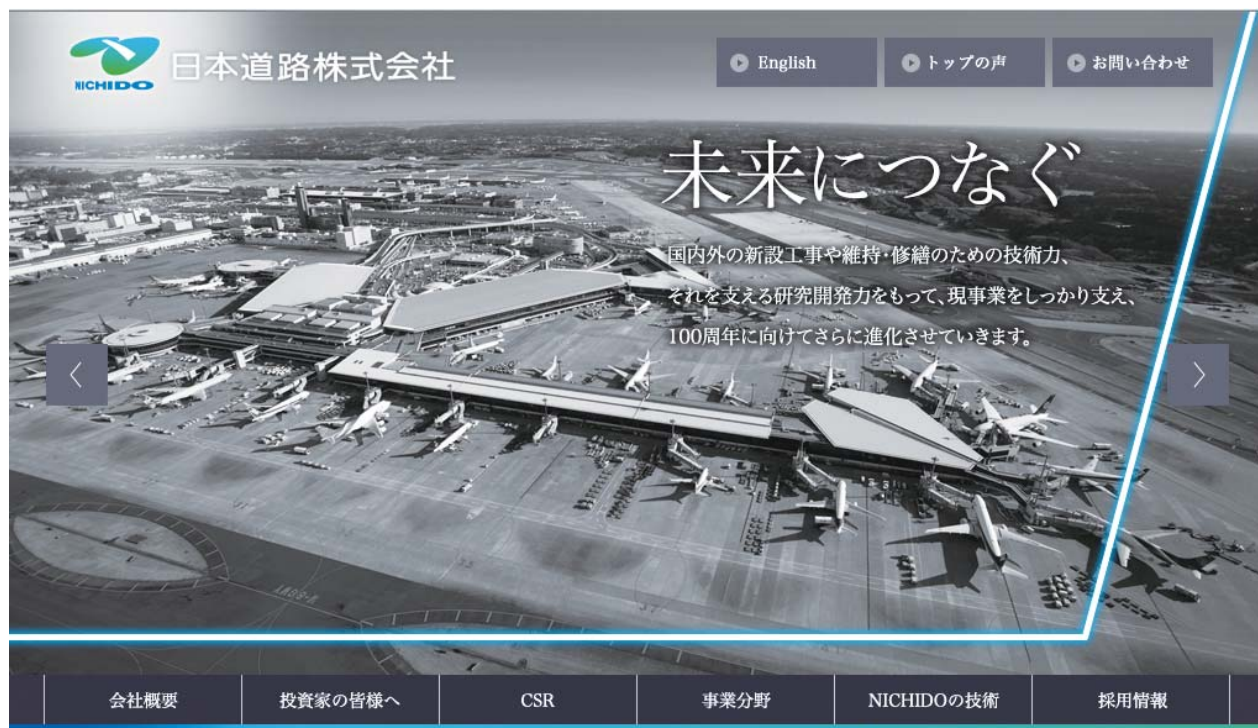 NICHIDO
日本道路株式会社
English
トップの声
お問い合わせ
未来につなぐ
国内外の新設工事や維持・修繕のための技術力、
それを支える研究開発力をもって、現事業をしっかり支え、
100周年に向けてさらに進化させていきます。
会社概要
投資家の皆様へ
CSR
事業分野
NICHIDOの技術
採用情報